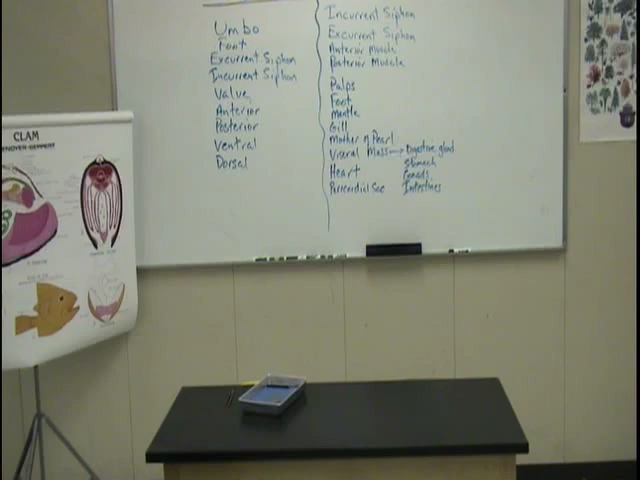 Umbo
Foot
Excurrent Siphon
Incurrent Siphon
Valve
Anterior
Posterior
Ventral
Dorsal
Incurrent Siphon
Excurrent Siphon
Anterior Muscle
Posterior Muscle
Palps
Foot
Mantle
Gill
Mother of Pearl
Visceral Mass → Digestive gland
Stomach
Heart
Gonads
Pericardial Sac
Intestines
CLAM